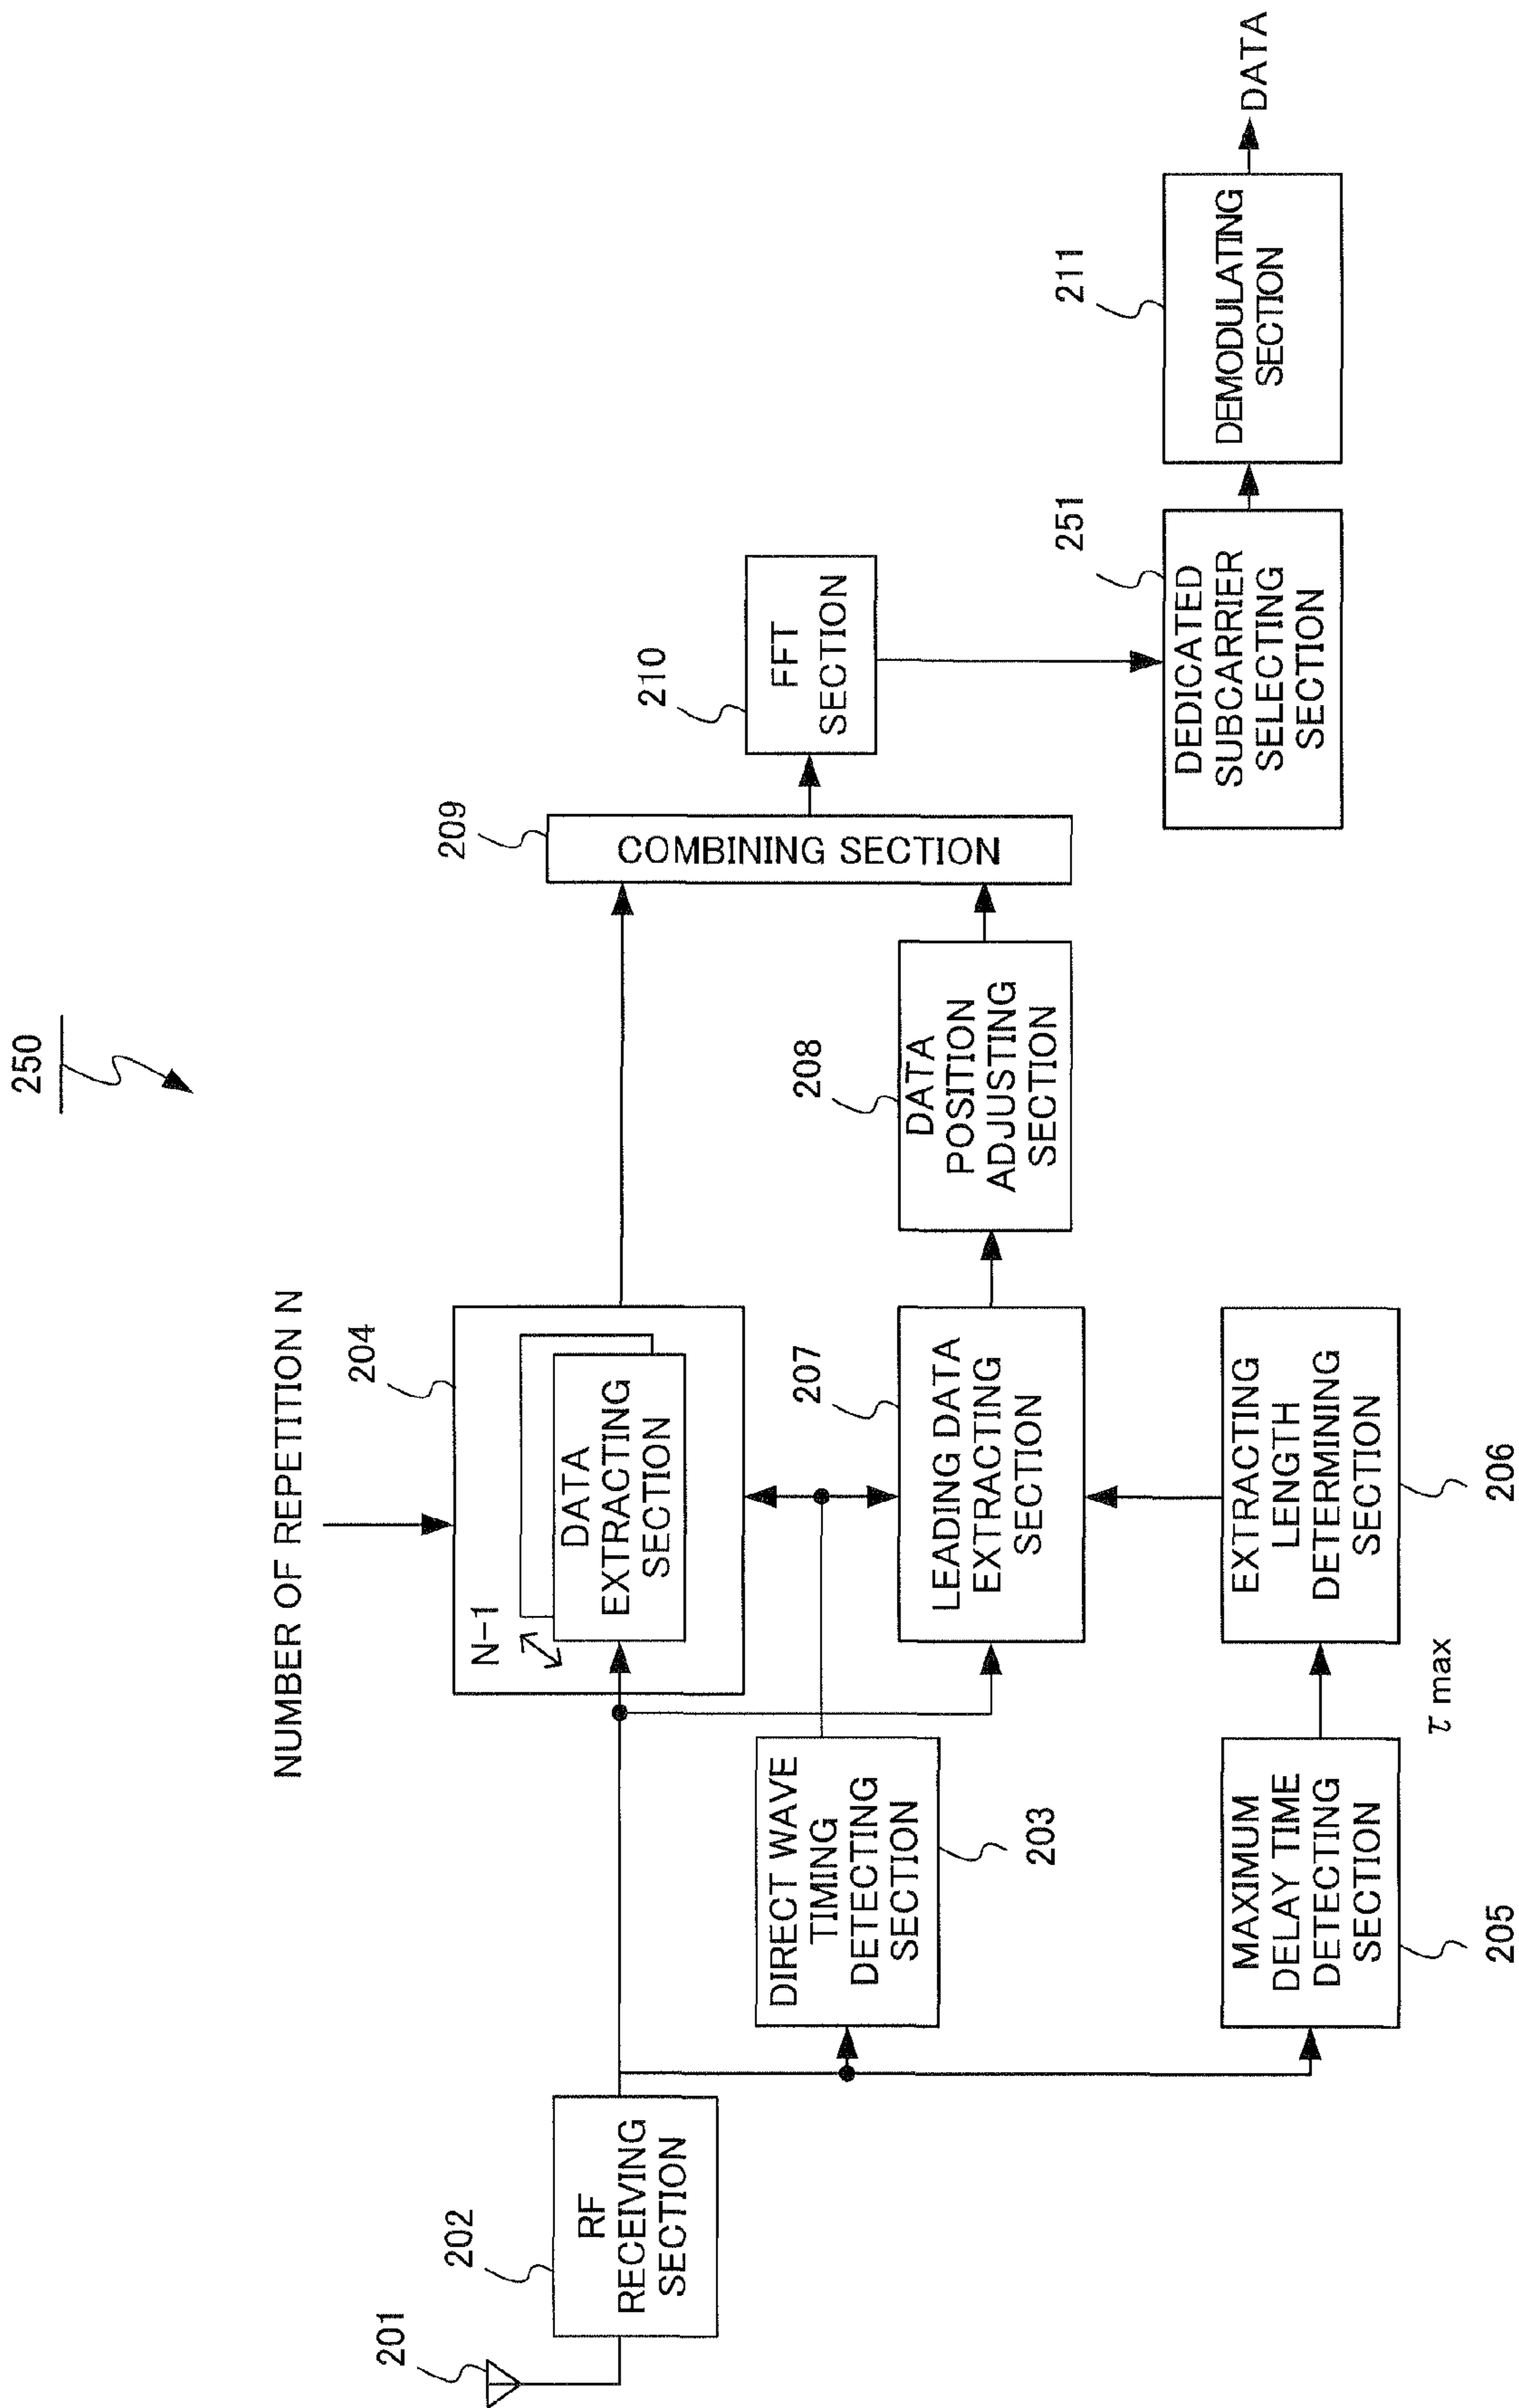 250
NUMBER OF REPETITION N
204
N-1
DATA
EXTRACTING
SECTION
201
202
RF
RECEIVING
SECTION
DIRECT WAVE
TIMING
DETECTING
SECTION
203
207
LEADING DATA
EXTRACTING
SECTION
208
DATA
POSITION
ADJUSTING
SECTION
209
COMBINING SECTION
210
FFT
SECTION
MAXIMUM
DELAY TIME
DETECTING
SECTION
205
τ max
EXTRACTING
LENGTH
DETERMINING
SECTION
206
251
DEDICATED
SUBCARRIER
SELECTING
SECTION
211
DEMODULATING
SECTION
DATA